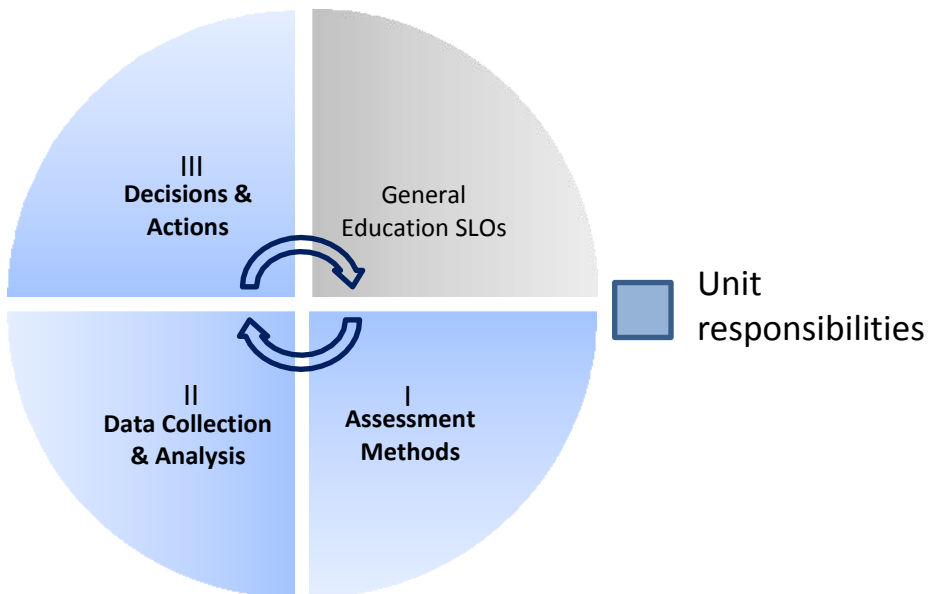 III
Decisions &
Actions
General
Education SLOs
II
Data Collection
& Analysis
I
Assessment
Methods
Unit
responsibilities